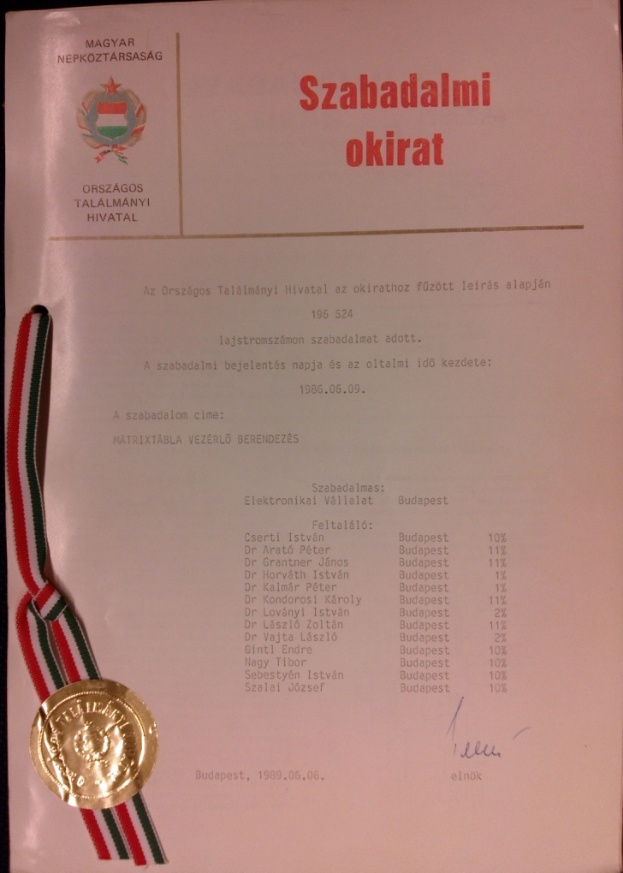 MAGYAR
NÉPKÖZTÁRSASÁG
ORSZÁGOS
TALÁLMÁNYI
HIVATAL
Szabadalmi
okirat
Az Országos Találmányi Hivatal az okirathoz fűzött leírás alapján
196 524
lajstromszámon szabadalmat adott.
A szabadalmi bejelentés napja és az oltalmi idő kezdete:
1986.06.09.
A szabadalom címe:
MÁTRIXTÁBLA VEZÉRLŐ BERENDEZÉS
Szabadalmas:
Elektronikai Vállalat Budapest
Feltaláló:
Cserti István Budapest 10%
Dr Arató Péter Budapest 11%
Dr Grantner János Budapest 11%
Dr Horváth István Budapest 1%
Dr Kalmár Péter Budapest 1%
Dr Kondorosi Károly Budapest 11%
Dr Loványi István Budapest 2%
Dr László Zoltán Budapest 11%
Dr Vajta László Budapest 2%
Gintl Endre Budapest 10%
Nagy Tibor Budapest 10%
Sebestyén István Budapest 10%
Szalai József Budapest 10%
Budapest, 1989.06.06.
elnök
TALÁLMÁNYI